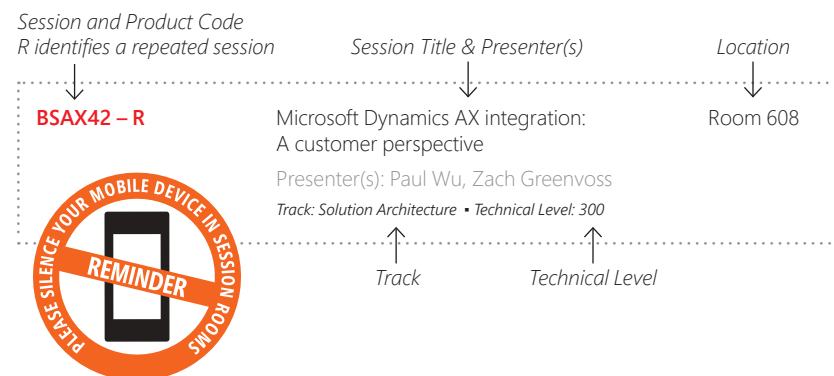 Session and Product Code
R identifies a repeated session
Session Title & Presenter(s)
Location
BSAX42 – R
Microsoft Dynamics AX integration:
A customer perspective
Room 608
Presenter(s): Paul Wu, Zach Greenvoss
Track: Solution Architecture ▪ Technical Level: 300
Track
Technical Level
PLEASE SILENCE YOUR MOBILE DEVICE IN SESSION ROOMS
REMINDER